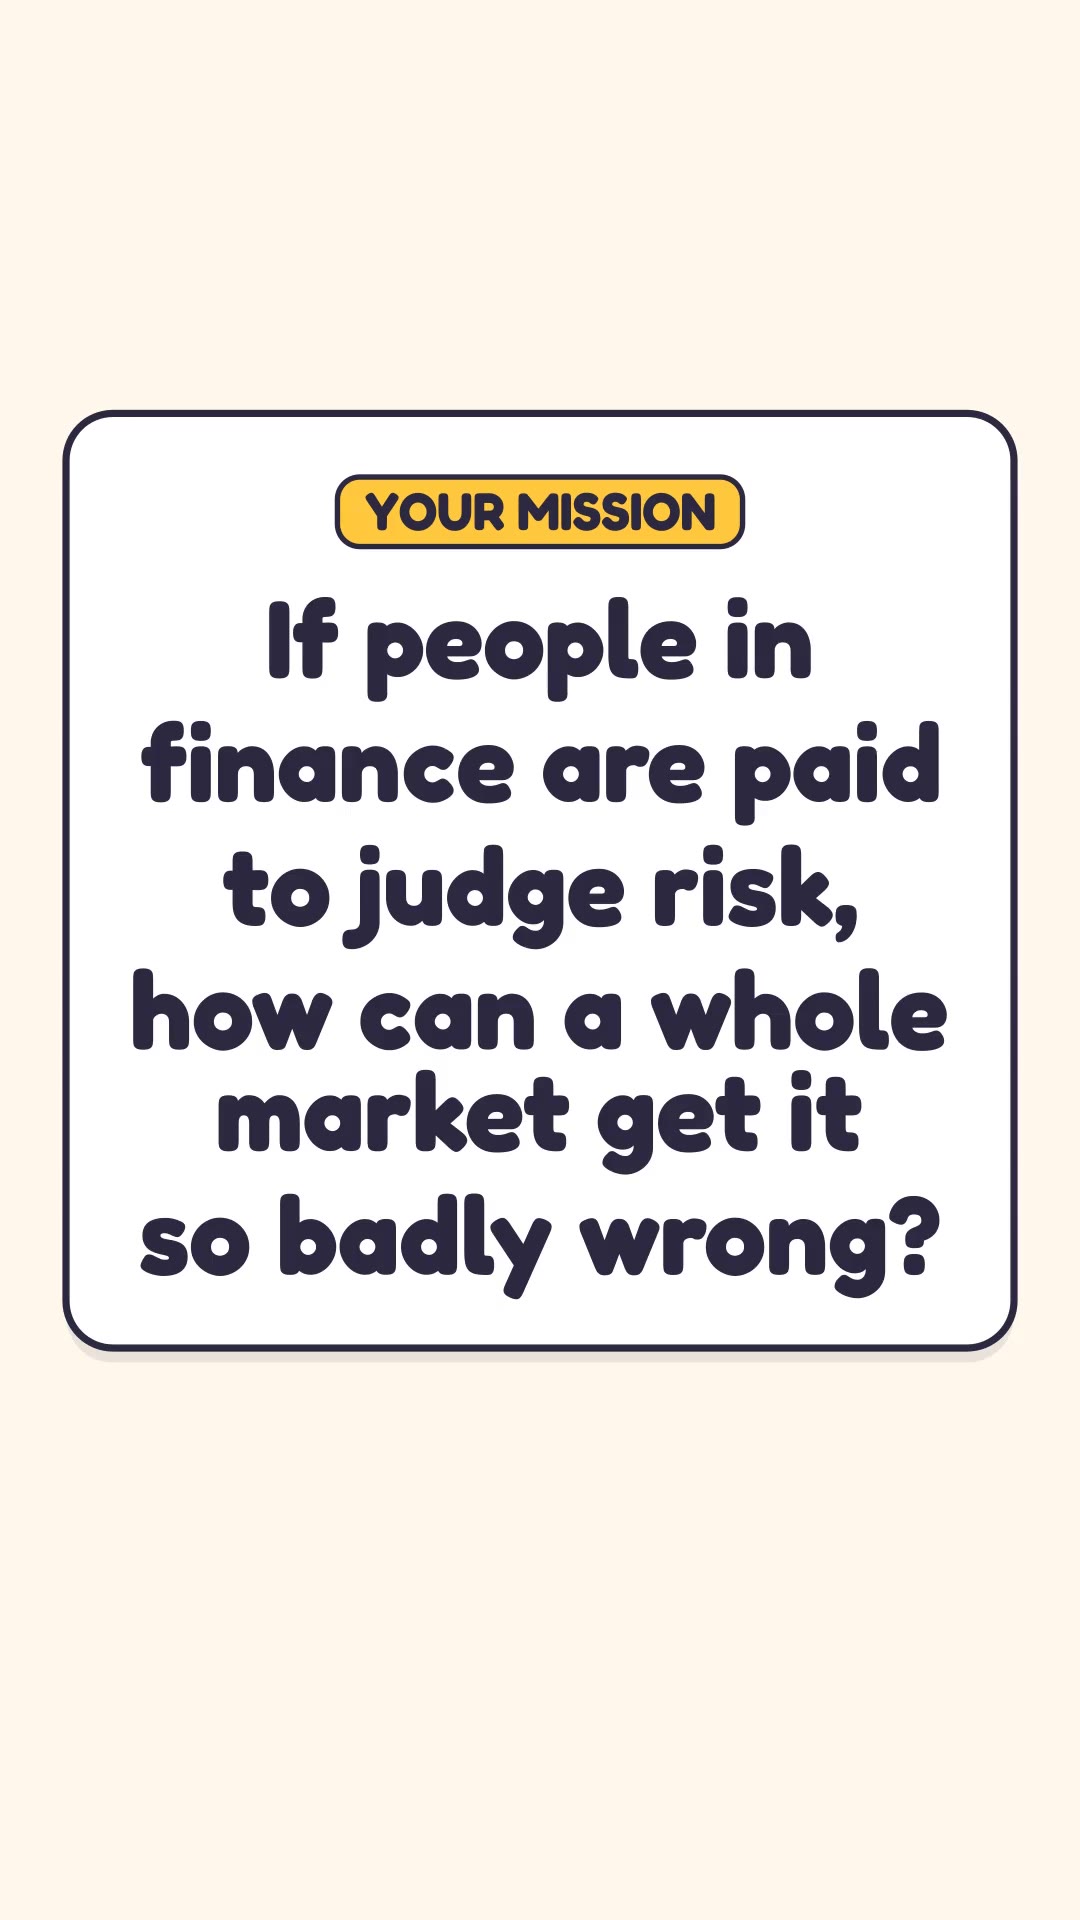 YOUR MISSION
If people in
finance are paid
to judge risk,
how can a whole
market get it
so badly wrong?